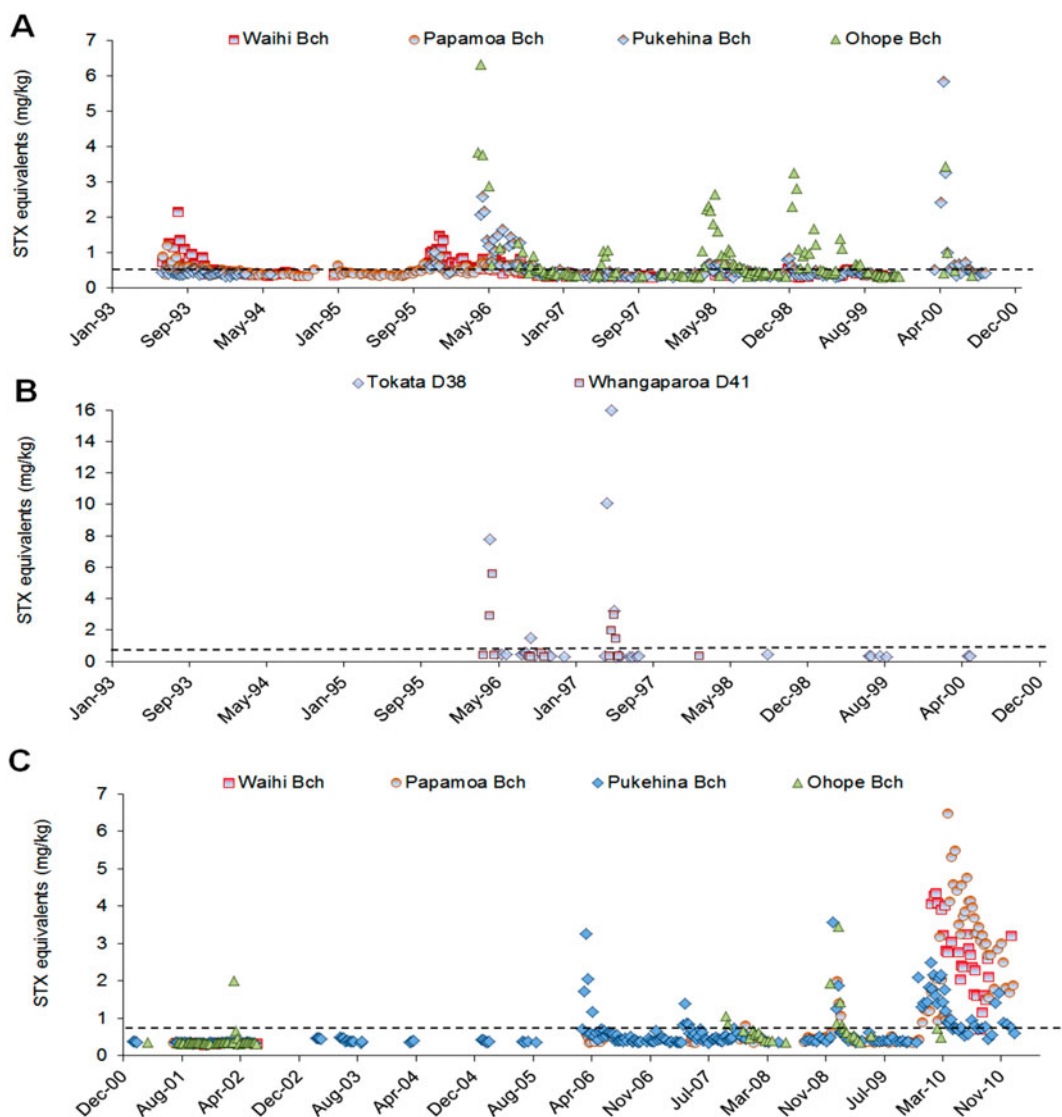 A
Waihi Bch Papamoa Bch Pukehina Bch Ohope Bch
STX equivalents (mg/kg)
7
6
5
4
3
2
1
0
Jan-93 Sep-93 May-94 Jan-95 Sep-95 May-96 Jan-97 Sep-97 May-98 Dec-98 Aug-99 Apr-00 Dec-00
B
Tokata D38 Whangaparoa D41
STX equivalents (mg/kg)
16
14
12
10
8
6
4
2
0
Jan-93 Sep-93 May-94 Jan-95 Sep-95 May-96 Jan-97 Sep-97 May-98 Dec-98 Aug-99 Apr-00 Dec-00
C
Waihi Bch Papamoa Bch Pukehina Bch Ohope Bch
STX equivalents (mg/kg)
7
6
5
4
3
2
1
0
Dec-00 Aug-01 Apr-02 Dec-02 Aug-03 Apr-04 Dec-04 Aug-05 Apr-06 Nov-06 Jul-07 Mar-08 Nov-08 Jul-09 Mar-10 Nov-10